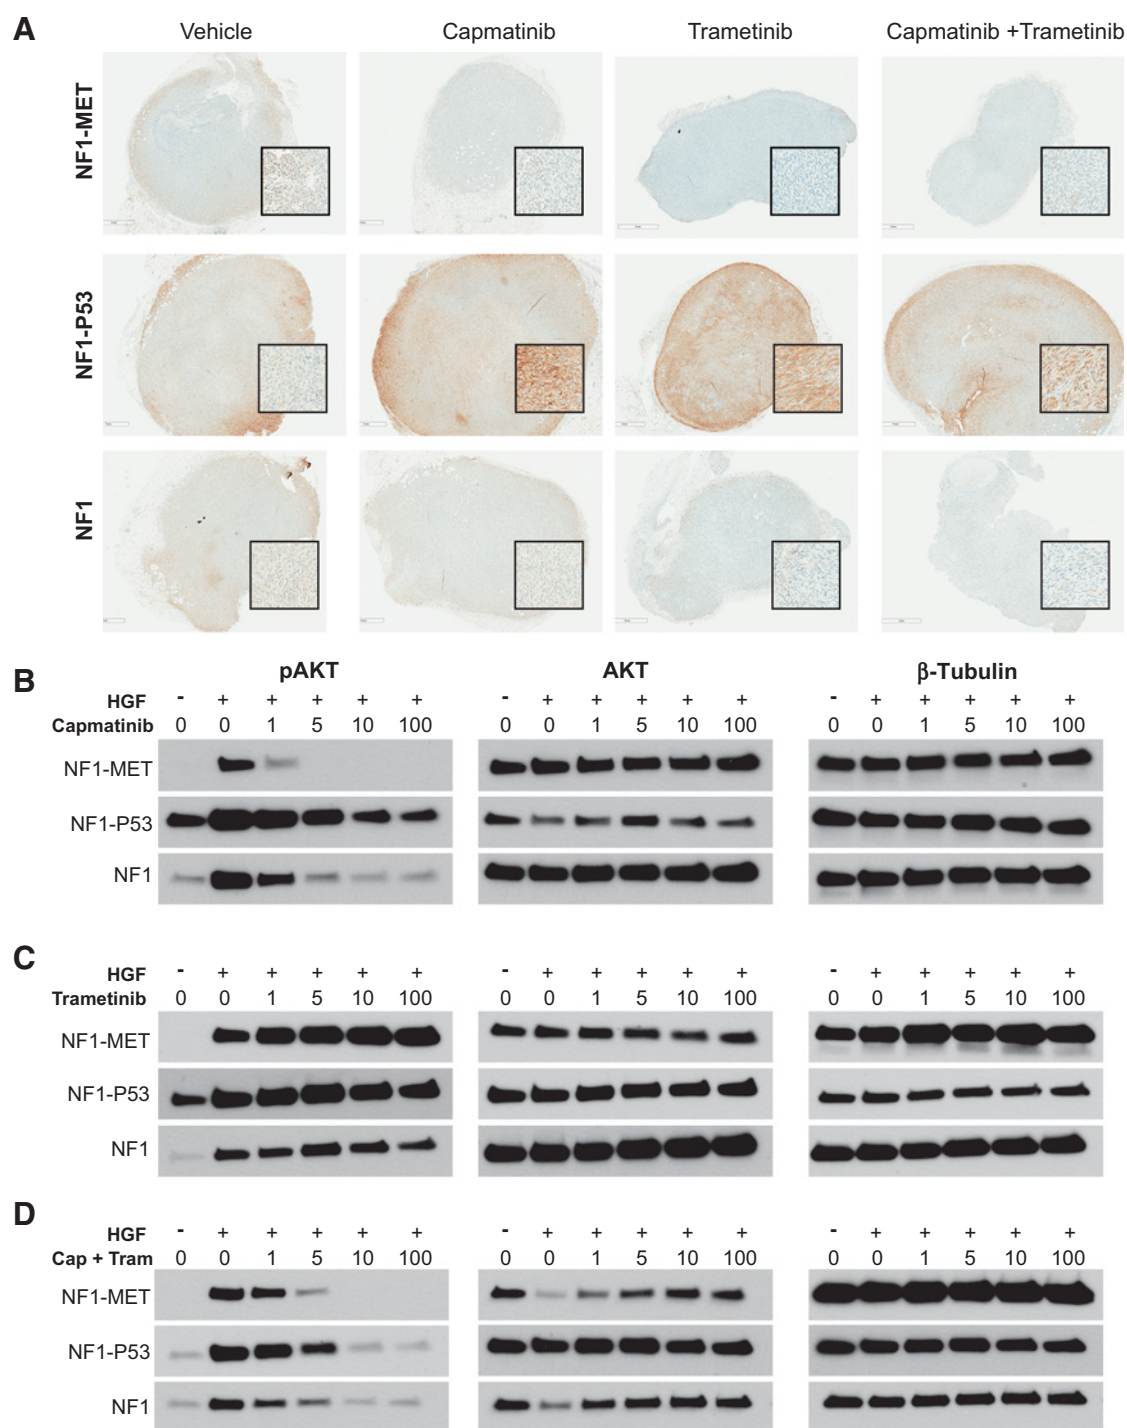 A
Vehicle Capmatinib Trametinib Capmatinib +Trametinib
NF1-MET
NF1-P53
NF1
B
pAKT AKT β-Tubulin
HGF - + + + + + - + + + + + - + + + + +
Capmatinib 0 0 1 5 10 100 0 0 1 5 10 100 0 0 1 5 10 100
NF1-MET
NF1-P53
NF1
C
HGF - + + + + + - + + + + + - + + + + +
Trametinib 0 0 1 5 10 100 0 0 1 5 10 100 0 0 1 5 10 100
NF1-MET
NF1-P53
NF1
D
HGF - + + + + + - + + + + + - + + + + +
Cap + Tram 0 0 1 5 10 100 0 0 1 5 10 100 0 0 1 5 10 100
NF1-MET
NF1-P53
NF1